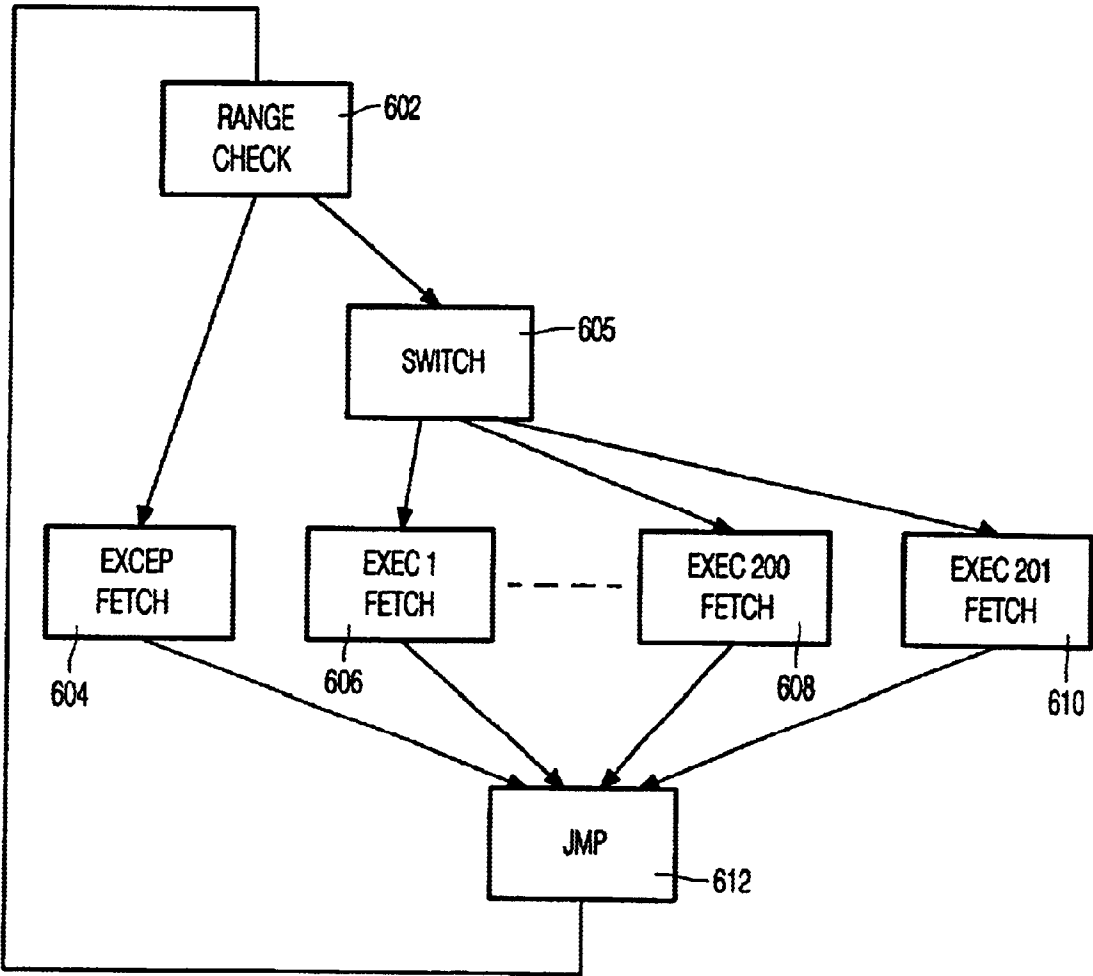 RANGE
CHECK
602
SWITCH
605
EXCEP
FETCH
604
EXEC 1
FETCH
606
EXEC 200
FETCH
608
EXEC 201
FETCH
610
JMP
612